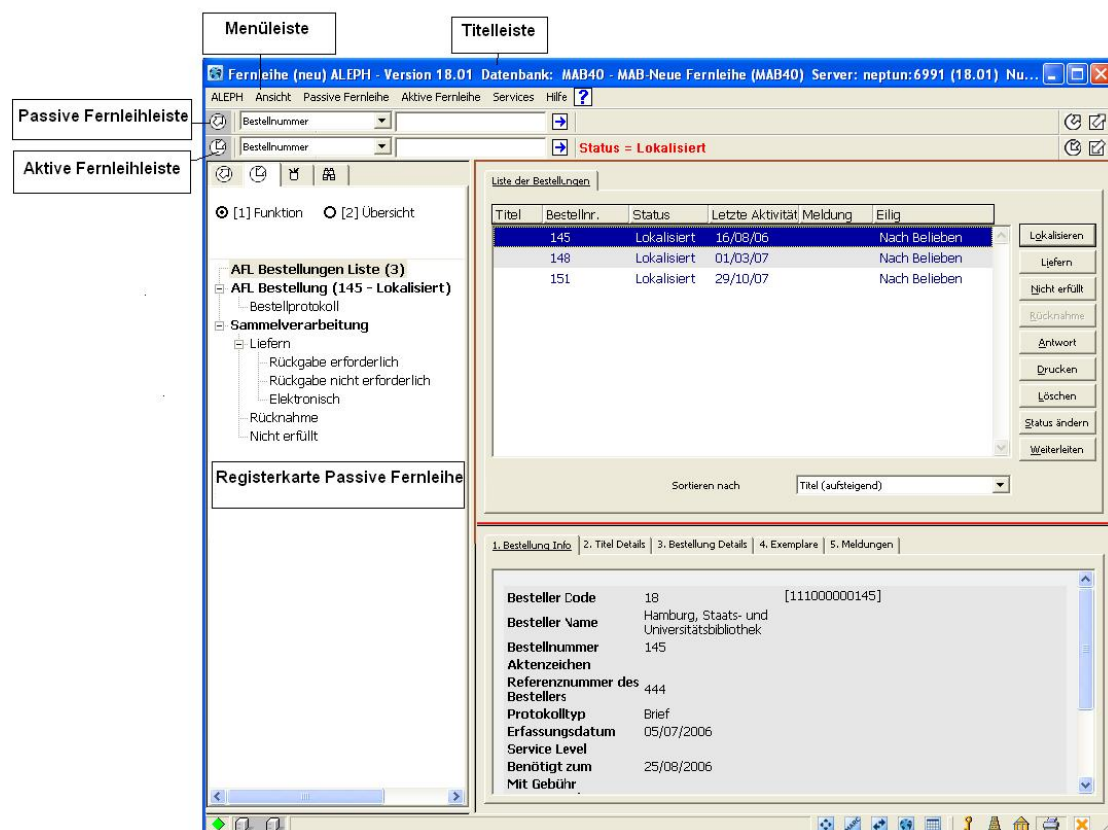 Menüleiste
Titelleiste
Fernleihe (neu) ALEPH - Version 18.01 Datenbank: MAB40 - MAB-Neue Fernleihe (MAB40) Server: neptun:6991 (18.01) Nu...
ALEPH Ansicht Passive Fernleihe Aktive Fernleihe Services Hilfe ?
Passive Fernleihleiste
Bestellnummer
Aktive Fernleihleiste
Bestellnummer
Status = Lokalisiert
[1] Funktion [2] Übersicht
AFL Bestellungen Liste (3)
AFL Bestellung (145 - Lokalisiert)
Bestellprotokoll
Sammelverarbeitung
Liefern
Rückgabe erforderlich
Rückgabe nicht erforderlich
Elektronisch
Rücknahme
Nicht erfüllt
Registerkarte Passive Fernleihe
Liste der Bestellungen
Titel Bestellnr. Status Letzte Aktivität Meldung Eilig
145 Lokalisiert 16/08/06 Nach Belieben
148 Lokalisiert 01/03/07 Nach Belieben
151 Lokalisiert 29/10/07 Nach Belieben
Lokalisieren
Liefern
Nicht erfüllt
Rücknahme
Antwort
Drucken
Löschen
Status ändern
Weiterleiten
Sortieren nach Titel (aufsteigend)
1. Bestellung Info 2. Titel Details 3. Bestellung Details 4. Exemplare 5. Meldungen
Besteller Code 18 [111000000145]
Besteller Name Hamburg, Staats- und
Universitätsbibliothek
Bestellnummer 145
Aktenzeichen
Referenznummer des
Bestellers 444
Protokolltyp Brief
Erfassungsdatum 05/07/2006
Service Level
Benötigt zum 25/08/2006
Mit Gebühr